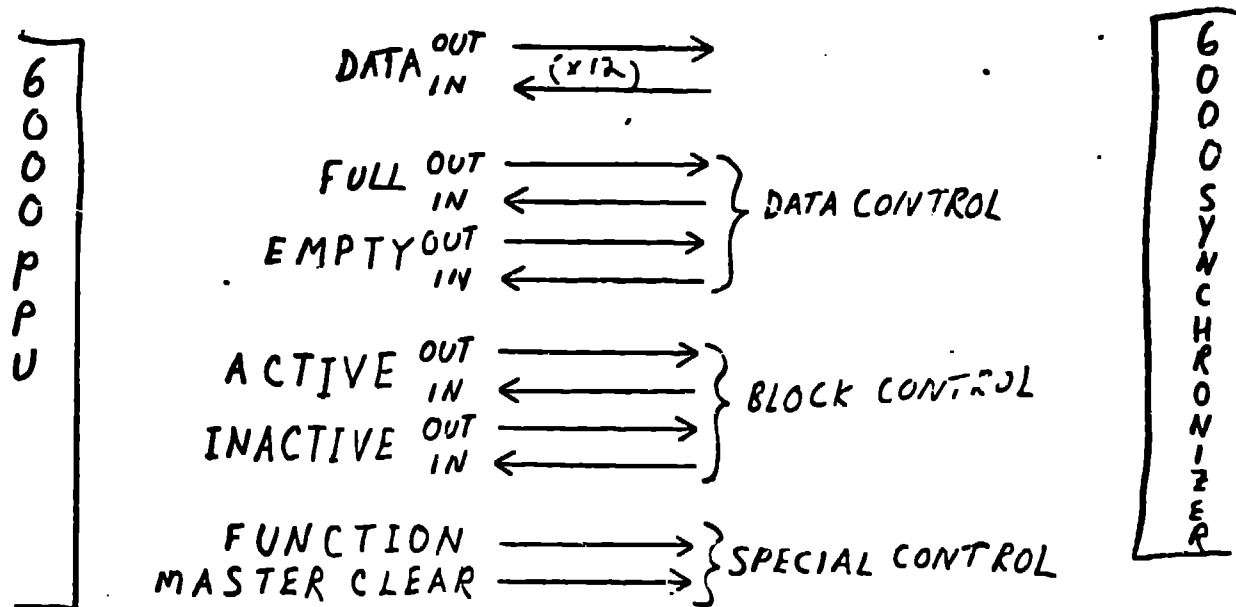 6000 PPU
DATA OUT
IN
(x12)
FULL OUT
IN
EMPTY OUT
IN
DATA CONTROL
ACTIVE OUT
IN
INACTIVE OUT
IN
BLOCK CONTROL
FUNCTION
MASTER CLEAR
SPECIAL CONTROL
6000 SYNCHRONIZER